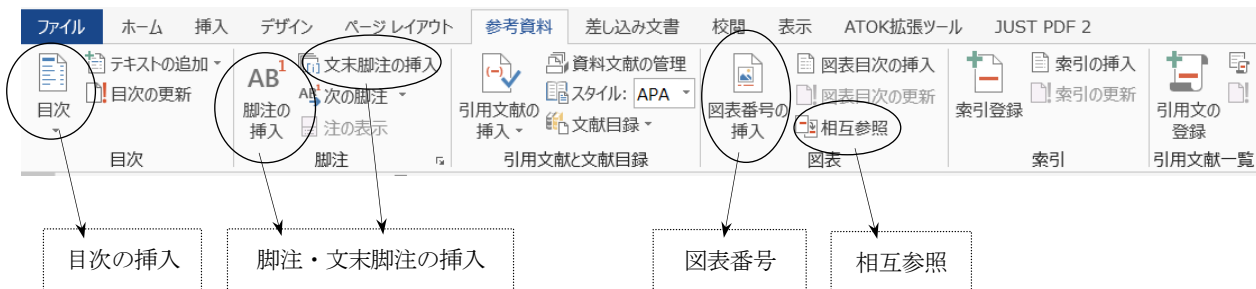 ファイル ホーム 挿入 デザイン ページ レイアウト 参考資料 差し込み文書 校閲 表示 ATOK拡張ツール JUST PDF 2
目次
テキストの追加
目次の更新
目次
AB1
脚注の
挿入
文末脚注の挿入
AB 次の脚注
注の表示
脚注
引用文献の
挿入
資料文献の管理
スタイル: APA
文献目録
引用文献と文献目録
図表番号の
挿入
図表目次の挿入
図表目次の更新
相互参照
図表
索引登録
索引の挿入
索引の更新
索引
引用文の
登録
引用文献一覧
目次の挿入
脚注・文末脚注の挿入
図表番号
相互参照